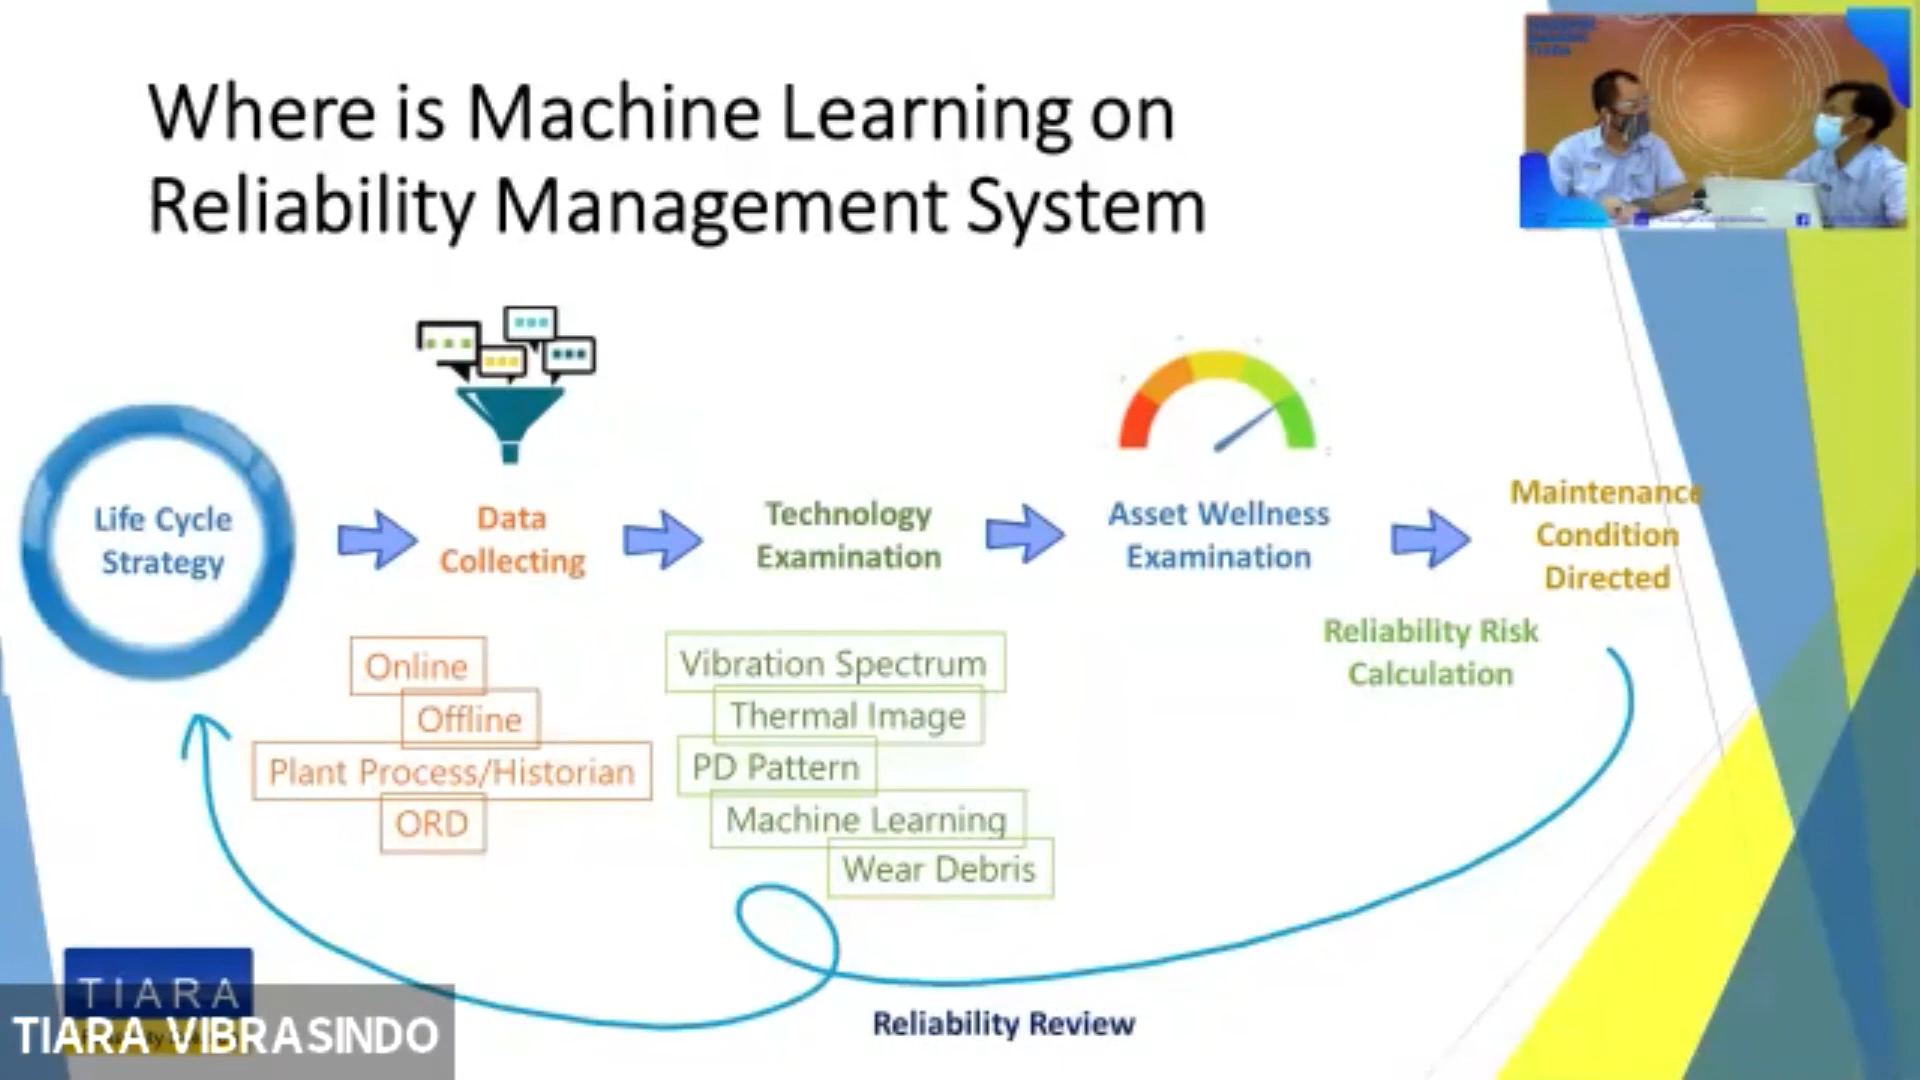 Where is Machine Learning on
Reliability Management System
Life Cycle
Strategy
Data
Collecting
Technology
Examination
Asset Wellness
Examination
Maintenance
Condition
Directed
Reliability Risk
Calculation
Online
Offline
Plant Process/Historian
ORD
Vibration Spectrum
Thermal Image
PD Pattern
Machine Learning
Wear Debris
Reliability Review
TIARA
TIARA VIBRASINDO